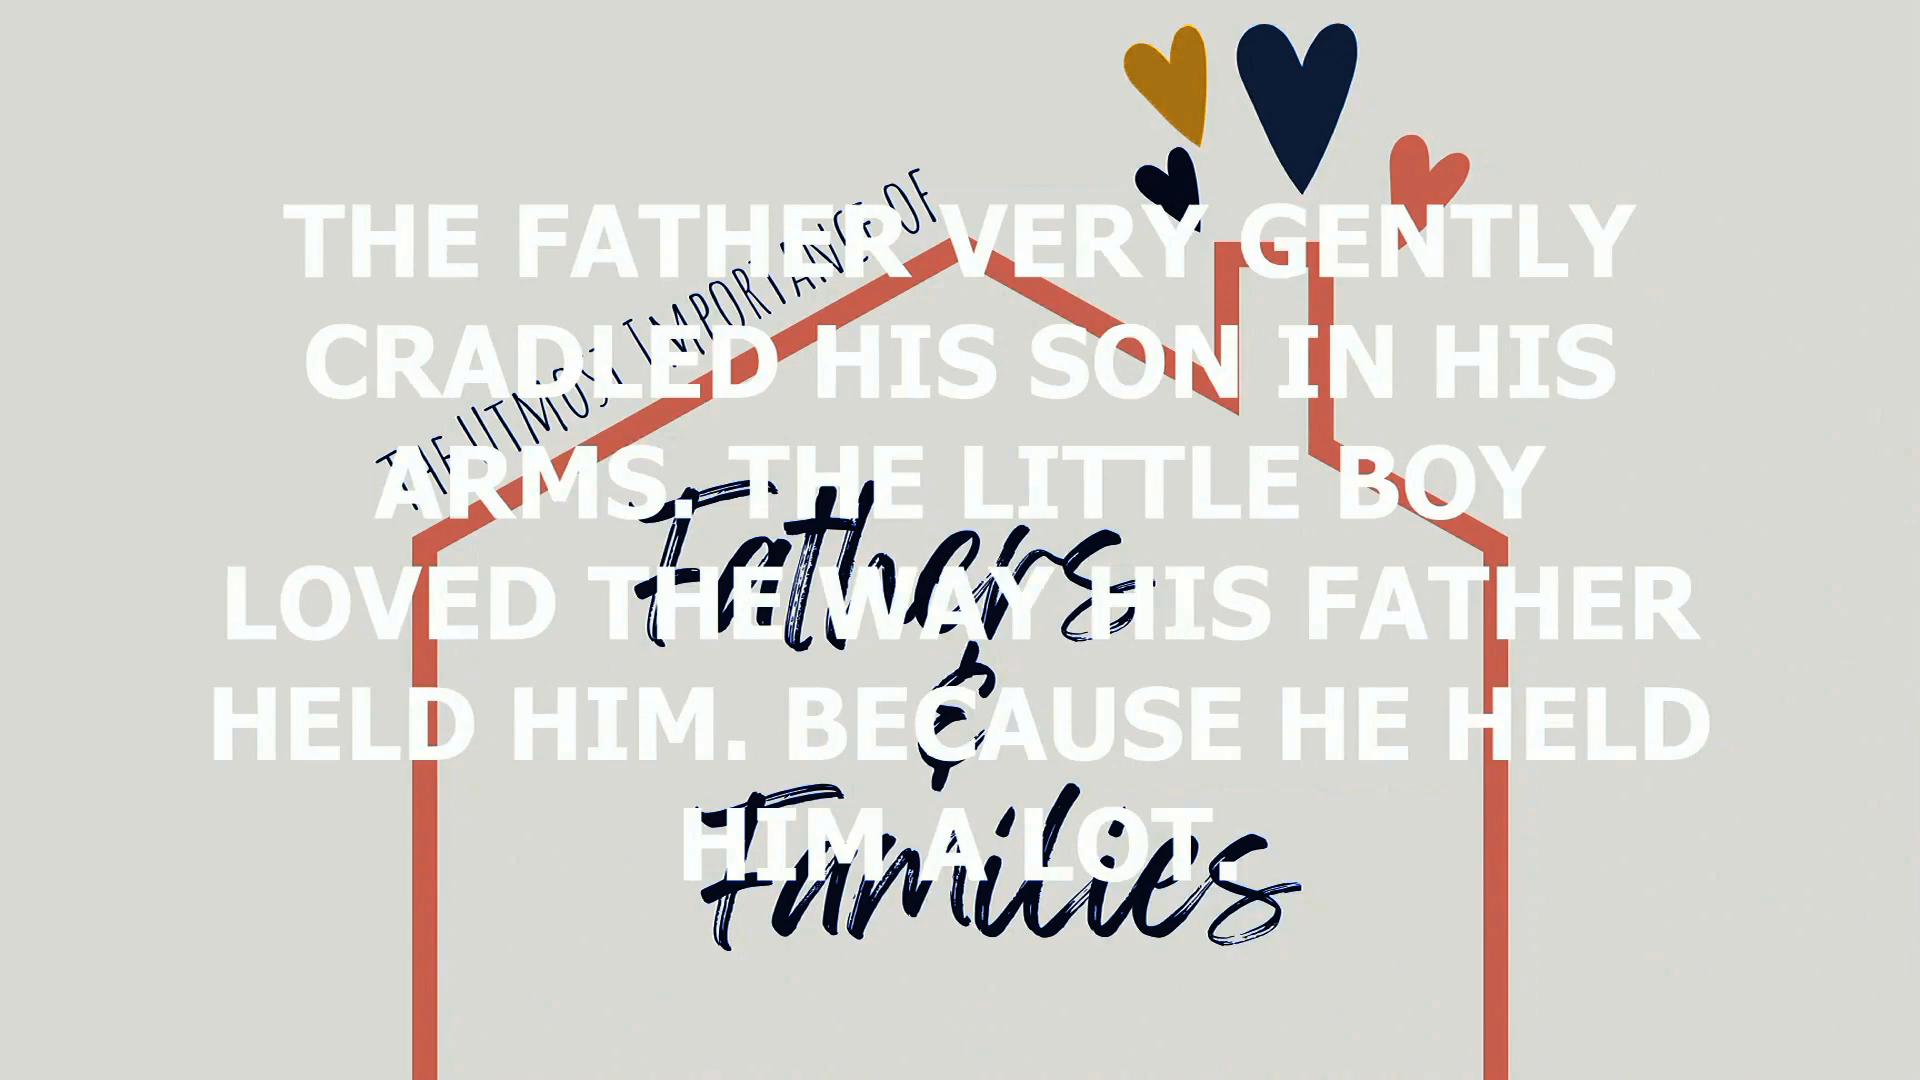 THE UTMOST IMPORTANCE OF
THE FATHER VERY GENTLY
CRADLED HIS SON IN HIS
ARMS. THE LITTLE BOY
LOVED THE WAY HIS FATHER
HELD HIM. BECAUSE HE HELD
HIM A LOT.
Fathers
&
Families